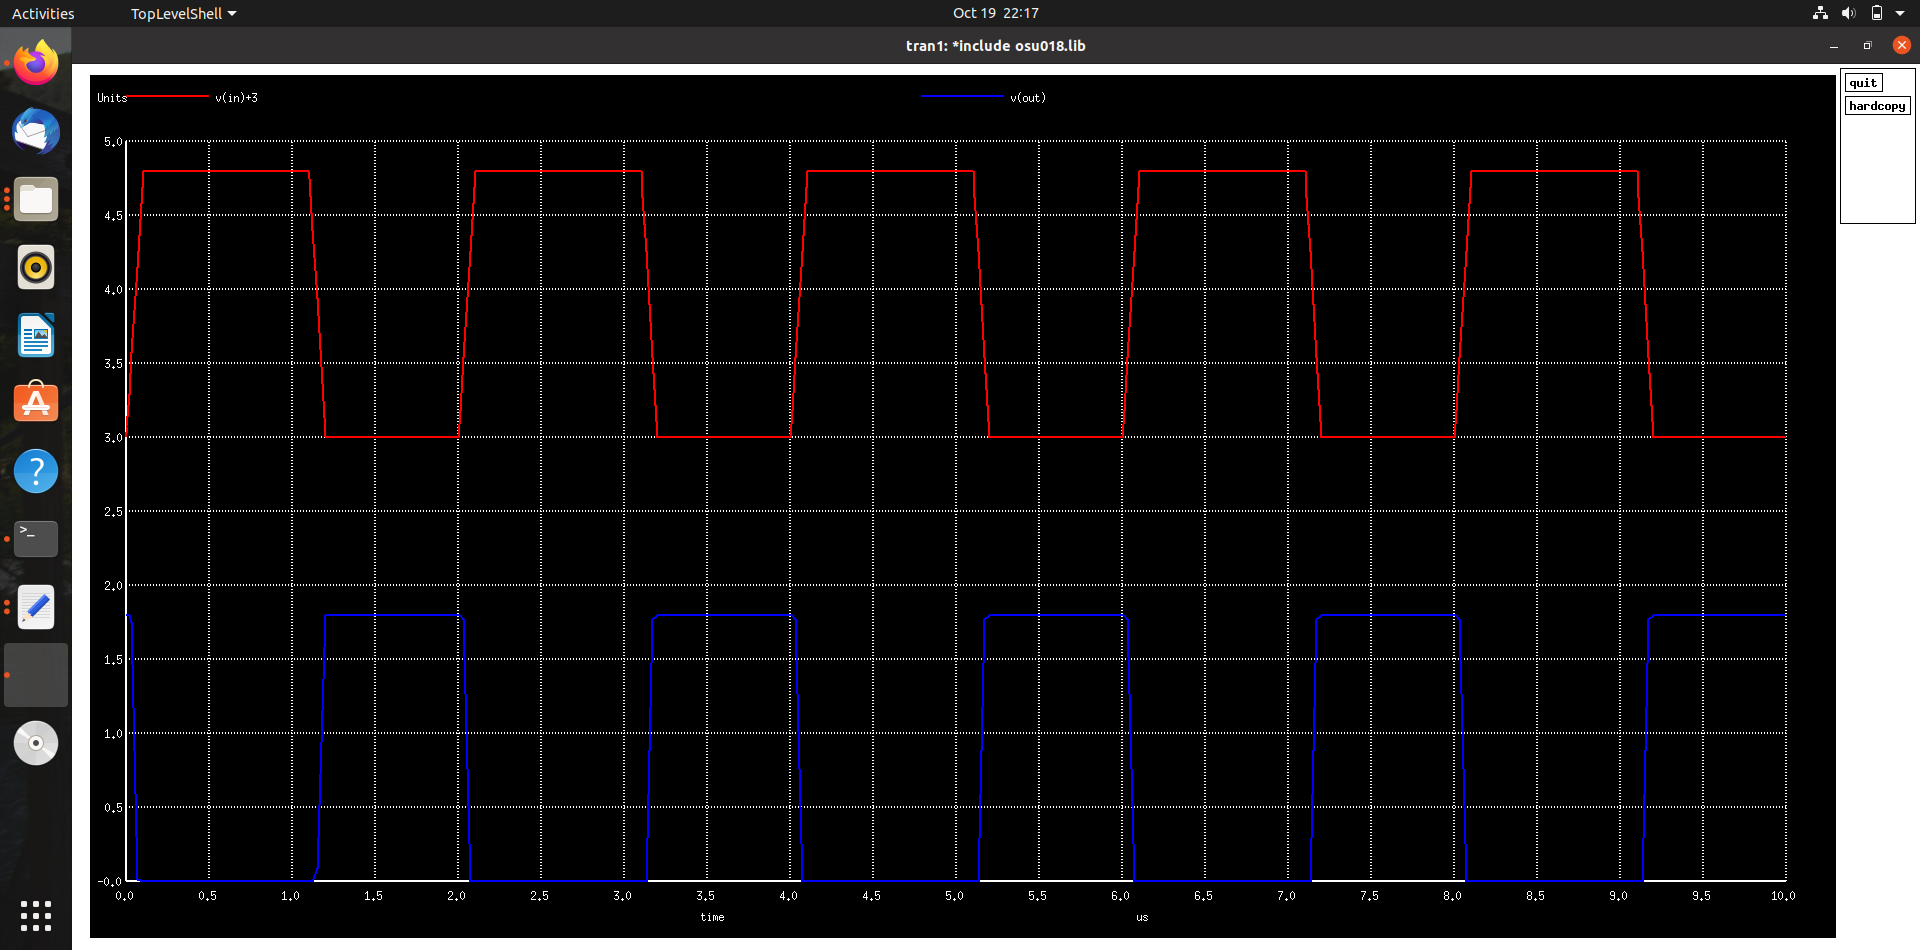 Activities TopLevelShell Oct 19 22:17
tran1: *include osu018.lib
quit
hardcopy
Units v(in)+3 v(out)
5.0
4.5
4.0
3.5
3.0
2.5
2.0
1.5
1.0
0.5
-0.0
0.0 0.5 1.0 1.5 2.0 2.5 3.0 3.5 4.0 4.5 5.0 5.5 6.0 6.5 7.0 7.5 8.0 8.5 9.0 9.5 10.0
time us